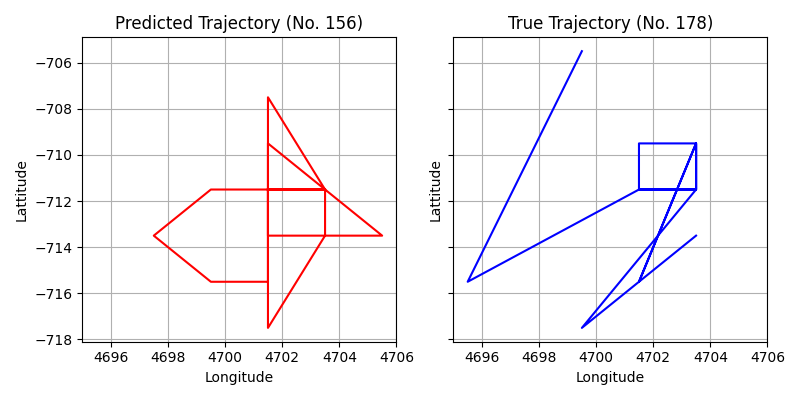 Predicted Trajectory (No. 156)
True Trajectory (No. 178)
−706
−708
−710
−712
−714
−716
−718
Lattitude
Lattitude
4696 4698 4700 4702 4704 4706
4696 4698 4700 4702 4704 4706
Longitude
Longitude